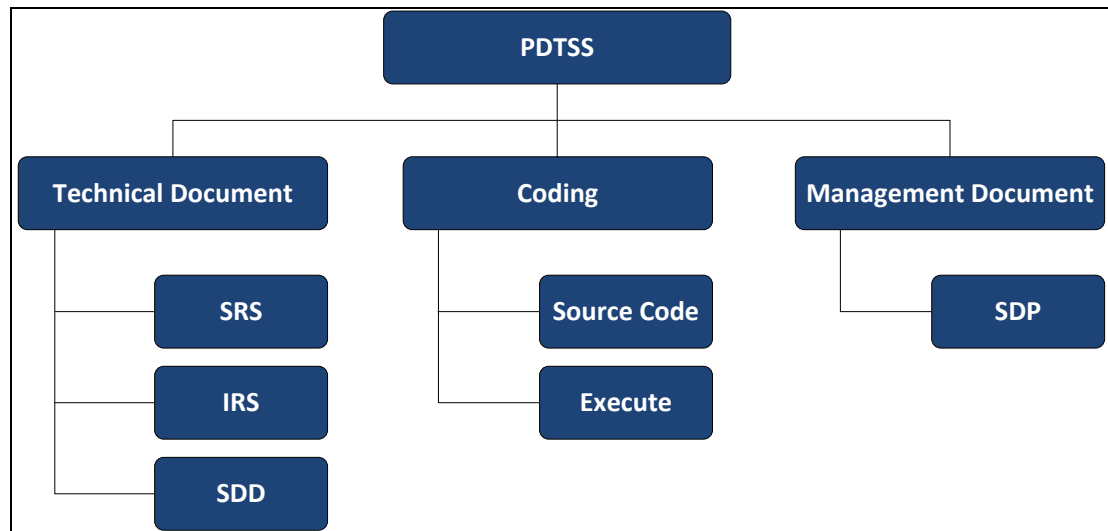 PDTSS
Technical Document
Coding
Management Document
SRS
Source Code
SDP
IRS
Execute
SDD